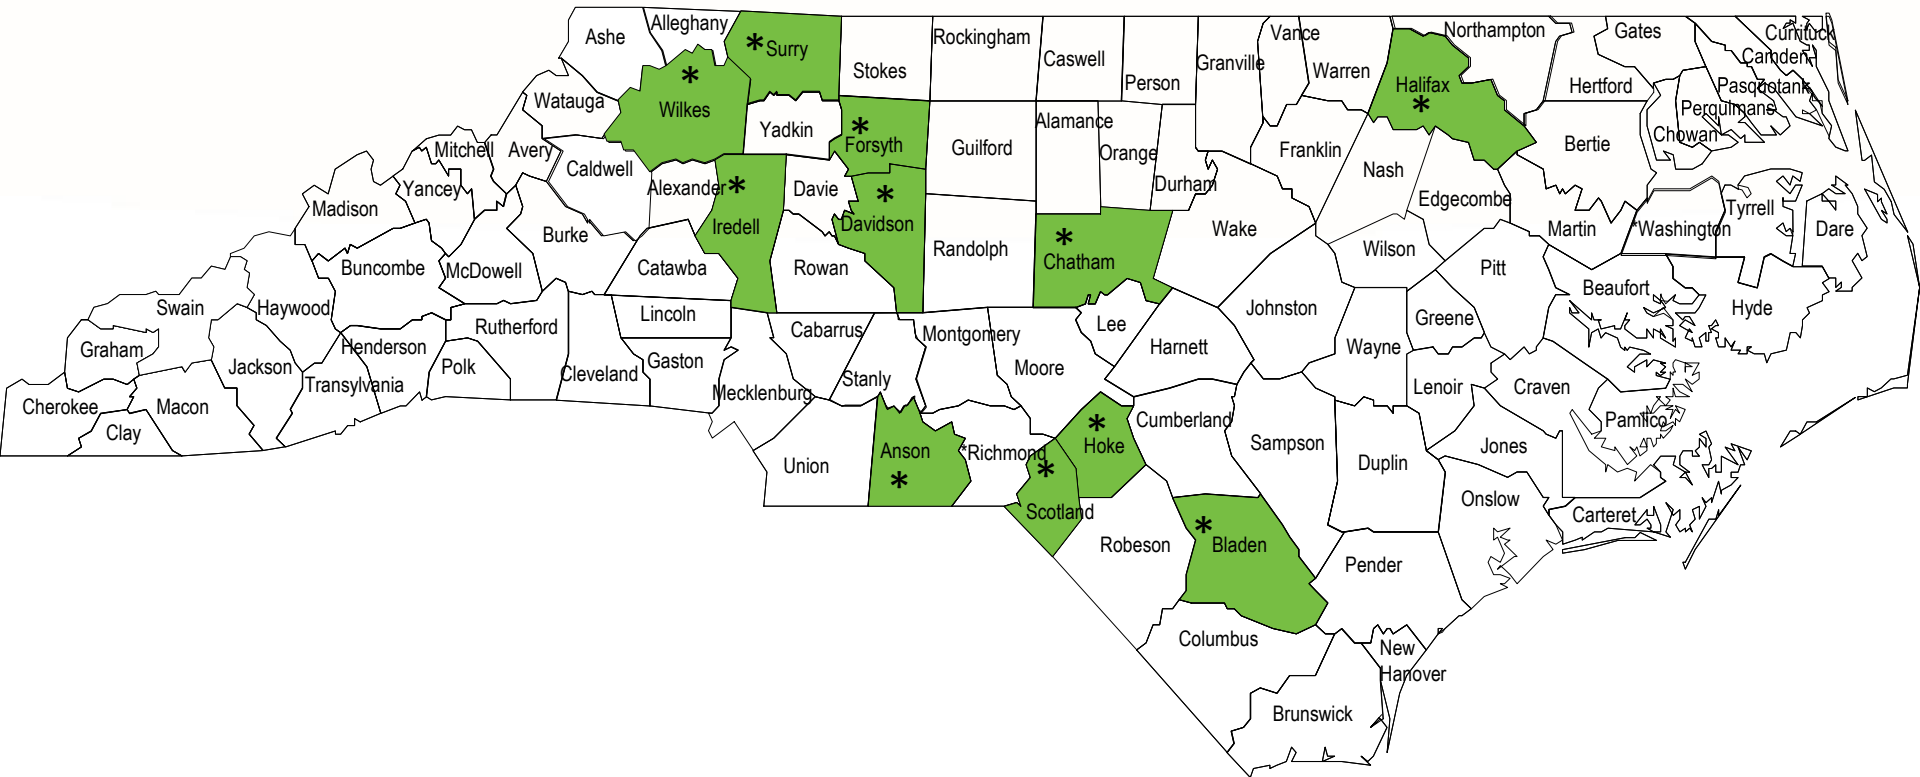 Ashe
Alleghany
* Surry
Stokes
Rockingham
Caswell
Person
Granville
Vance
Warren
Halifax
*
Northampton
Gates
Hertford
Currituck
Camden
Pasquotank
Perquimans
Chowan
Bertie
Watauga
*
Wilkes
Yadkin
*
Forsyth
Guilford
Alamance
Orange
Durham
Franklin
Nash
Edgecombe
Martin
*Washington
Tyrrell
Dare
Mitchell
Avery
Yancey
Caldwell
Alexander
*
Iredell
Davie
*
Davidson
Randolph
*
Chatham
Wake
Wilson
Pitt
Beaufort
Hyde
Madison
Buncombe
McDowell
Burke
Catawba
Rowan
Lincoln
Cabarrus
Montgomery
Lee
Johnston
Greene
Swain
Haywood
Rutherford
Graham
Jackson
Henderson
Transylvania
Polk
Cleveland
Gaston
Mecklenburg
Stanly
Moore
Harnett
Wayne
Lenoir
Craven
Pamlico
Cherokee
Macon
Clay
Union
Anson
*
*Richmond
*
Scotland
*
Hoke
Cumberland
Sampson
Duplin
Jones
Onslow
Carteret
Robeson
*
Bladen
Pender
Columbus
New
Hanover
Brunswick